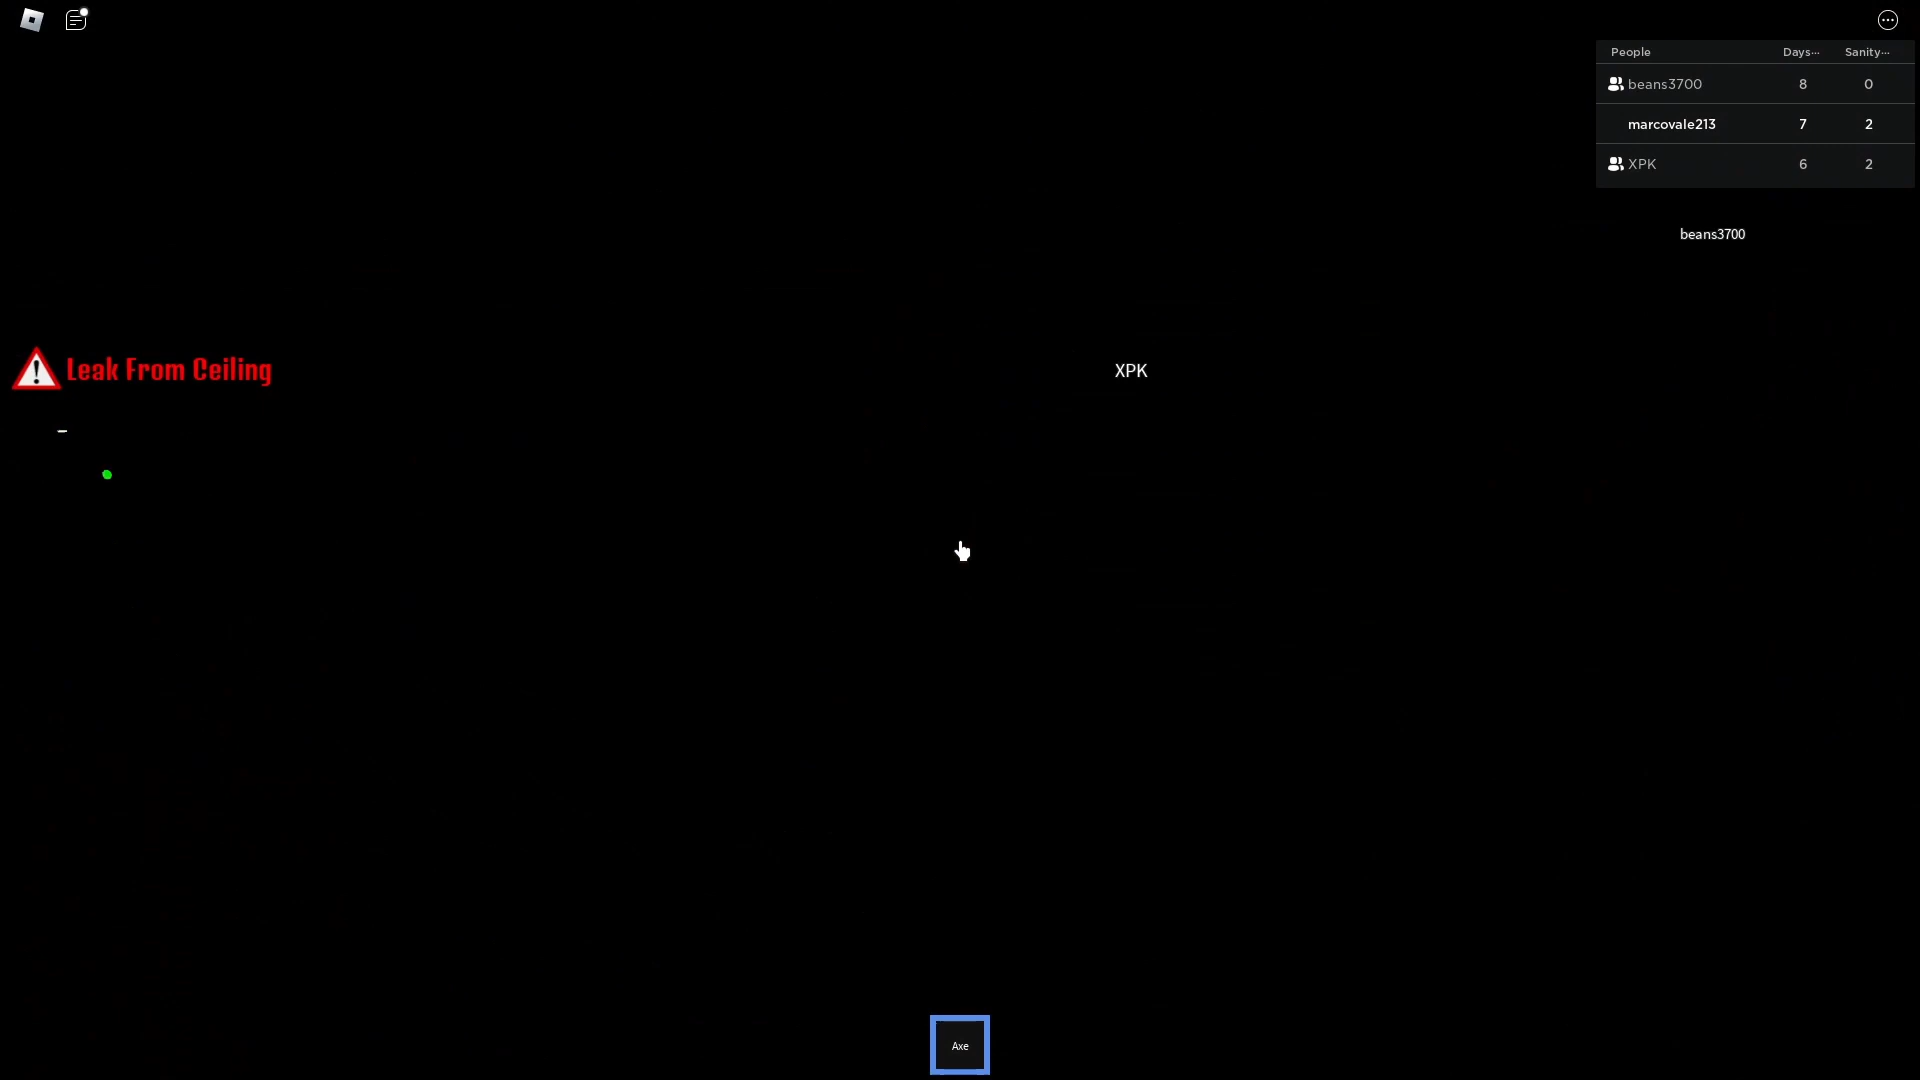 People Days... Sanity...
beans3700 8 0
marcovale213 7 2
XPK 6 2
beans3700
Leak From Ceiling
XPK
Axe